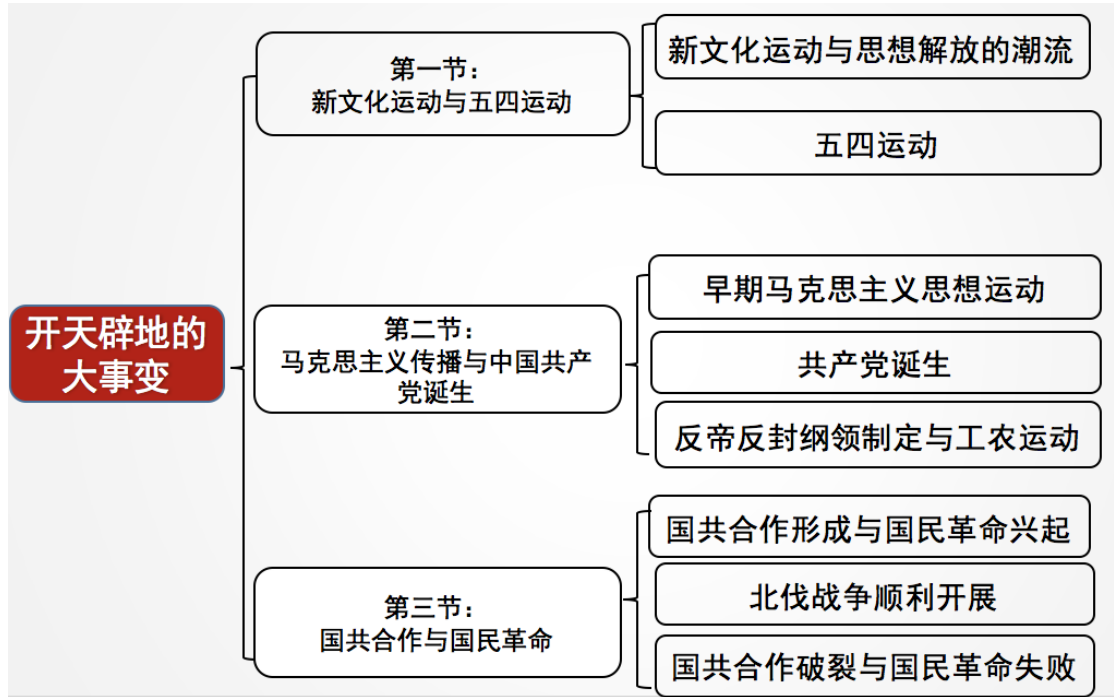 开天辟地的
大事变
第一节：
新文化运动与五四运动
新文化运动与思想解放的潮流
五四运动
第二节：
马克思主义传播与中国共产
党诞生
早期马克思主义思想运动
共产党诞生
反帝反封纲领制定与工农运动
第三节：
国共合作与国民革命
国共合作形成与国民革命兴起
北伐战争顺利开展
国共合作破裂与国民革命失败